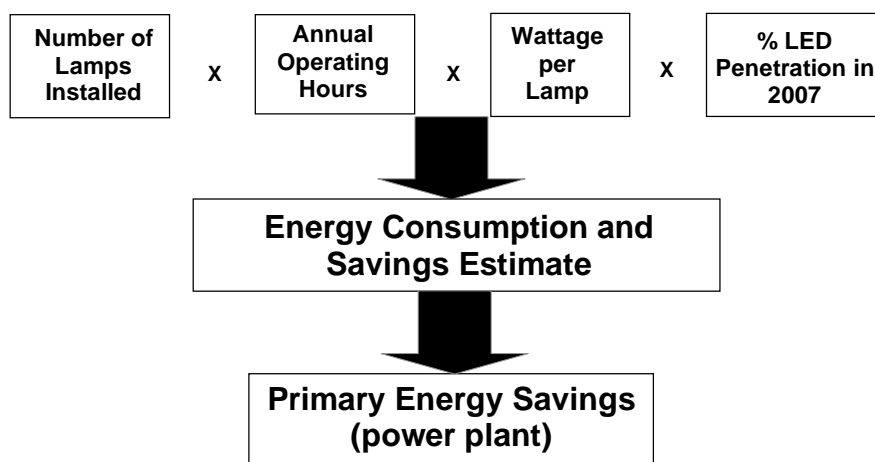 Number of
Lamps
Installed
X
Annual
Operating
Hours
X
Wattage
per
Lamp
X
% LED
Penetration in
2007
Energy Consumption and
Savings Estimate
Primary Energy Savings
(power plant)